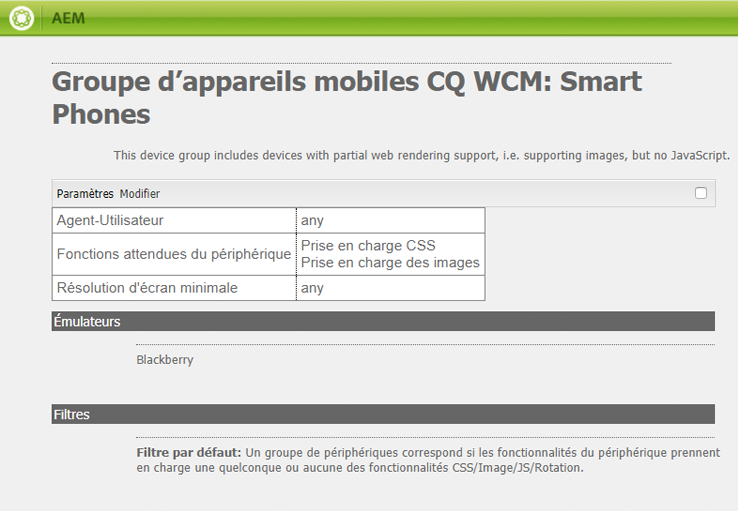 AEM
Groupe d’appareils mobiles CQ WCM: Smart
Phones
This device group includes devices with partial web rendering support, i.e. supporting images, but no JavaScript.
Paramètres Modifier
Agent-Utilisateur any
Fonctions attendues du périphérique Prise en charge CSS
Prise en charge des images
Résolution d'écran minimale any
Émulateurs
Blackberry
Filtres
Filtre par défaut: Un groupe de périphériques correspond si les fonctionnalités du périphérique prennent
en charge une quelconque ou aucune des fonctionnalités CSS/Image/JS/Rotation.